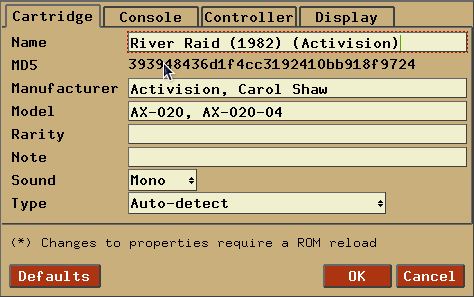 Cartridge Console Controller Display
Name River Raid (1982) (Activision)
MD5 393948436d1f4cc3192410bb918f9724
Manufacturer Activision, Carol Shaw
Model AX-020, AX-020-04
Rarity
Note
Sound Mono
Type Auto-detect
(*) Changes to properties require a ROM reload
Defaults OK Cancel